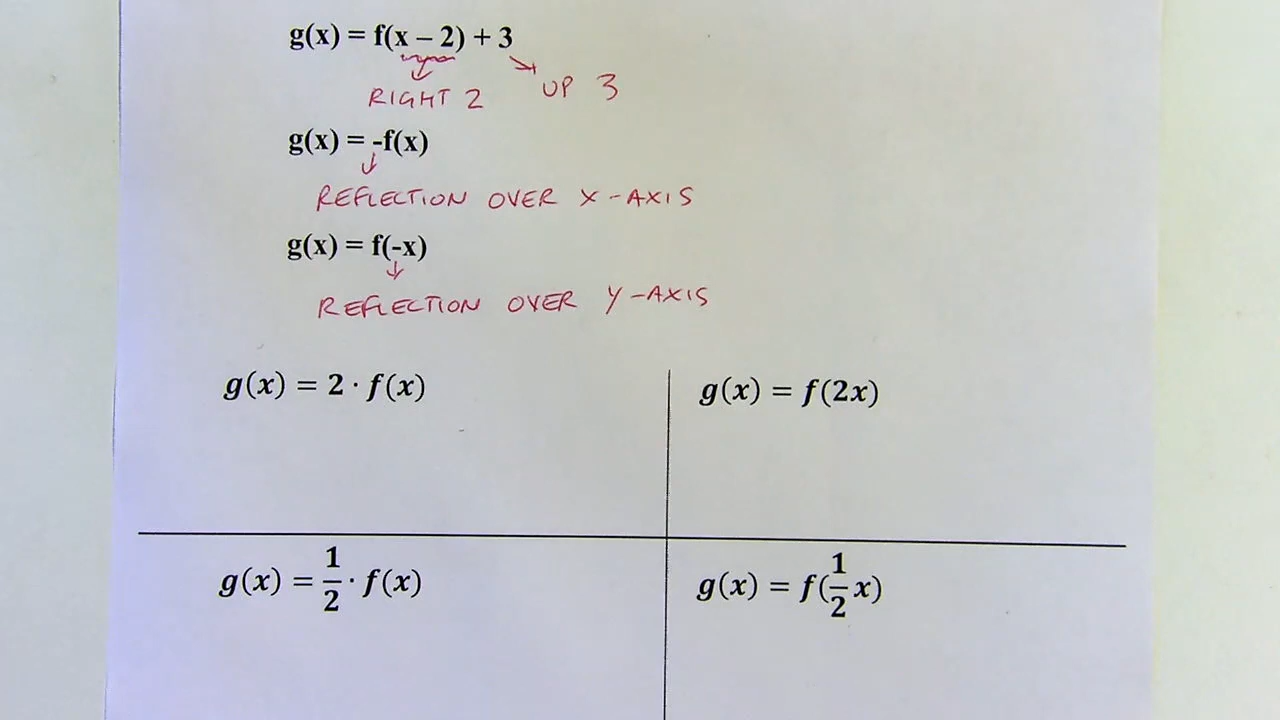 g(x) = f(x – 2) + 3
RIGHT 2 UP 3
g(x) = -f(x)
REFLECTION OVER X-AXIS
g(x) = f(-x)
REFLECTION OVER Y-AXIS
g(x) = 2 · f(x)
g(x) = f(2x)
g(x) = 1/2 · f(x)
g(x) = f(1/2 x)